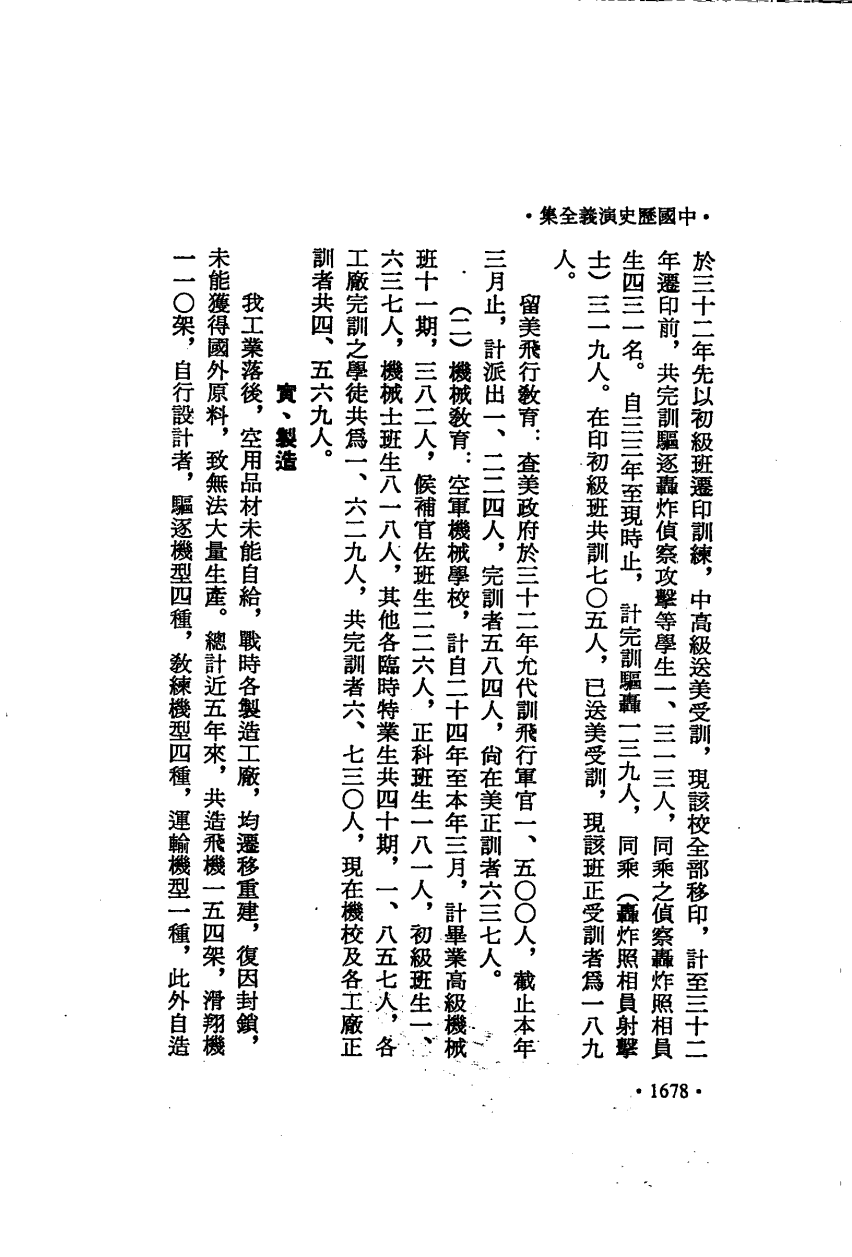 ·中國歷史演義全集·
於三十二年先以初級班遷印訓練，中高級送美受訓，現該校全部移印，計至三十二
年遷印前，共完訓驅逐轟炸偵察攻擊等學生一、三一三人，同乘之偵察轟炸照相員
生四三一名。自三三年至現時止，計完訓驅轟一三九人，同乘（轟炸照相員射擊
士）三一九人。在印初級班共訓七〇五人，已送美受訓，現該班正受訓者爲一八九
人。
留美飛行敎育：查美政府於三十二年允代訓飛行軍官一、五〇〇人，截止本年
三月止，計派出一、二二四人，完訓者五八四人，尙在美正訓者六三七人。
（二）機械敎育：空軍機械學校，計自二十四年至本年三月，計畢業高級機械
班十一期，三八二人，候補官佐班生二二六人，正科班生一八一人，初級班生一、
六三七人，機械士班生八一八人，其他各臨時特業生共四十期，一、八五七人，各
工廠完訓之學徒共爲一、六二九人，共完訓者六、七三〇人，現在機校及各工廠正
訓者共四、五六九人。
實、製造
我工業落後，空用品材未能自給，戰時各製造工廠，均遷移重建，復因封鎖，
未能獲得國外原料，致無法大量生產。總計近五年來，共造飛機一五四架，滑翔機
一一〇架，自行設計者，驅逐機型四種，敎練機型四種，運輸機型一種，此外自造
·1678·